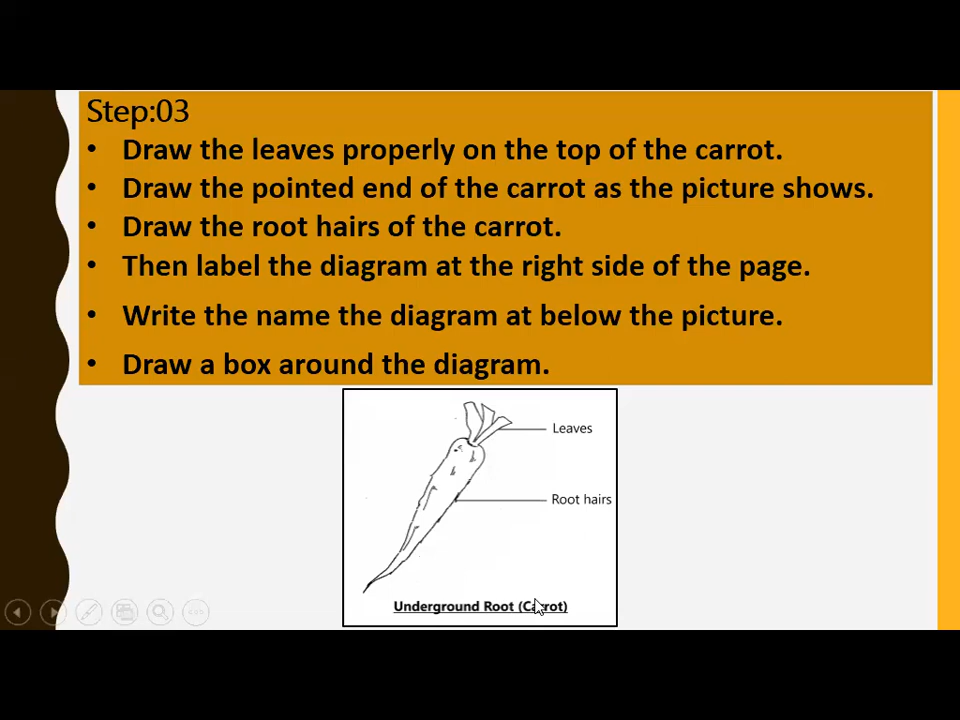 Step:03
• Draw the leaves properly on the top of the carrot.
• Draw the pointed end of the carrot as the picture shows.
• Draw the root hairs of the carrot.
• Then label the diagram at the right side of the page.
• Write the name the diagram at below the picture.
• Draw a box around the diagram.
Leaves
Root hairs
Underground Root (Carrot)